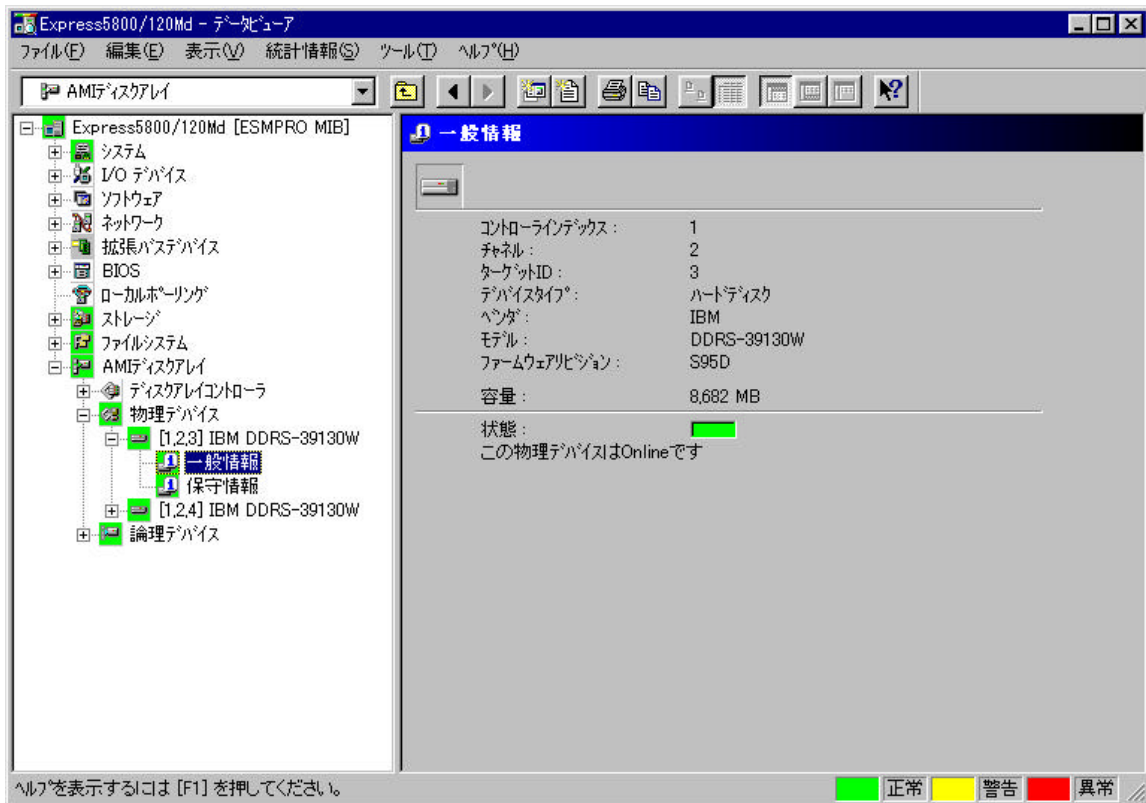 Express5800/120Md - ﾃﾞｰﾀﾋﾞｭｰｱ
ﾌｧｲﾙ(F) 編集(E) 表示(V) 統計情報(S) ﾂｰﾙ(T) ﾍﾙﾌﾟ(H)
AMIﾃﾞｨｽｸｱﾚｲ
Express5800/120Md [ESMPRO MIB]
ｼｽﾃﾑ
I/O ﾃﾞﾊﾞｲｽ
ｿﾌﾄｳｪｱ
ﾈｯﾄﾜｰｸ
拡張ﾊﾞｽﾃﾞﾊﾞｲｽ
BIOS
ﾛｰｶﾙﾎﾟｰﾘﾝｸﾞ
ｽﾄﾚｰｼﾞ
ﾌｧｲﾙｼｽﾃﾑ
AMIﾃﾞｨｽｸｱﾚｲ
ﾃﾞｨｽｸｱﾚｲｺﾝﾄﾛｰﾗ
物理ﾃﾞﾊﾞｲｽ
[1,2,3] IBM DDRS-39130W
一般情報
保守情報
[1,2,4] IBM DDRS-39130W
論理ﾃﾞﾊﾞｲｽ
一般情報
ｺﾝﾄﾛｰﾗｲﾝﾃﾞｯｸｽ : 1
ﾁｬﾈﾙ : 2
ﾀｰｹﾞｯﾄID : 3
ﾃﾞﾊﾞｲｽﾀｲﾌﾟ : ﾊｰﾄﾞﾃﾞｨｽｸ
ﾍﾞﾝﾀﾞ : IBM
ﾓﾃﾞﾙ : DDRS-39130W
ﾌｧｰﾑｳｪｱﾘﾋﾞｼﾞｮﾝ : S95D
容量 : 8,682 MB
状態 :
この物理ﾃﾞﾊﾞｲｽはOnlineです
ﾍﾙﾌﾟを表示するには [F1] を押してください。
正常 警告 異常